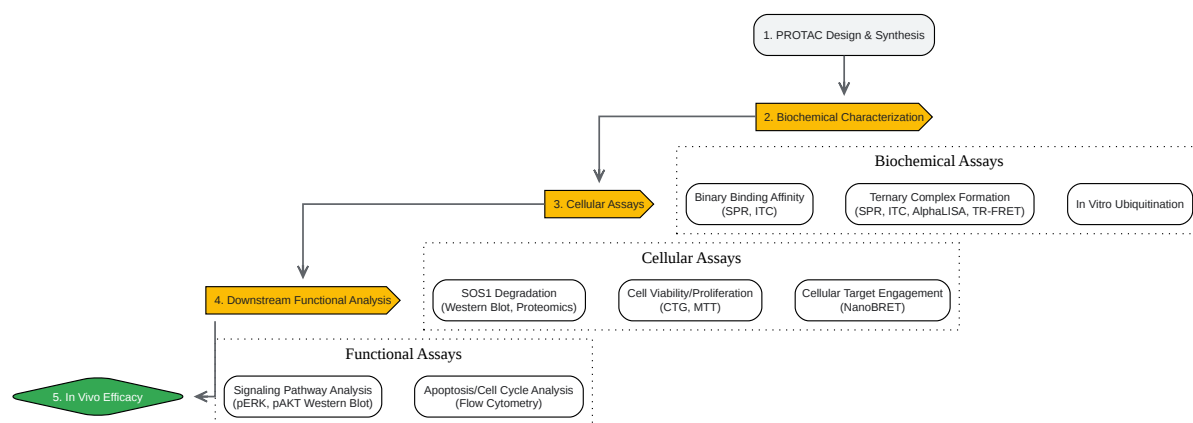 1. PROTAC Design & Synthesis
2. Biochemical Characterization
Biochemical Assays
Binary Binding Affinity
(SPR, ITC)
Ternary Complex Formation
(SPR, ITC, AlphaLISA, TR-FRET)
In Vitro Ubiquitination
3. Cellular Assays
Cellular Assays
SOS1 Degradation
(Western Blot, Proteomics)
Cell Viability/Proliferation
(CTG, MTT)
Cellular Target Engagement
(NanoBRET)
4. Downstream Functional Analysis
Functional Assays
Signaling Pathway Analysis
(pERK, pAKT Western Blot)
Apoptosis/Cell Cycle Analysis
(Flow Cytometry)
5. In Vivo Efficacy